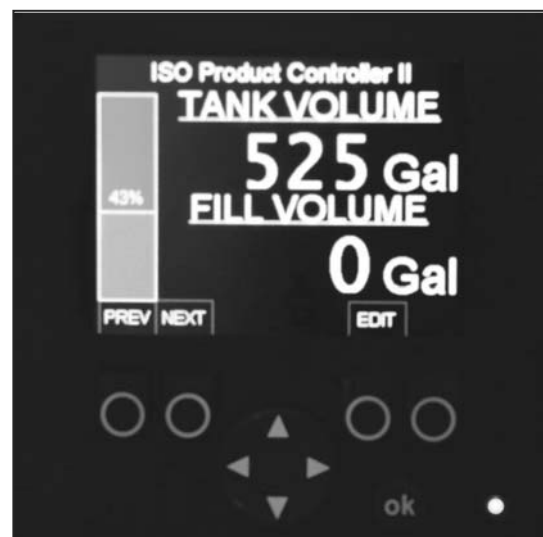 ISO Product Controller II
TANK VOLUME
525 Gal
43%
FILL VOLUME
0 Gal
PREV NEXT EDIT
ok